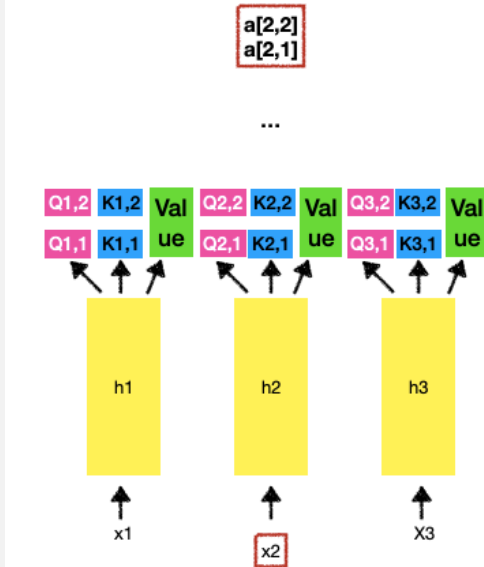 a[2,2]
a[2,1]
...
Q1,2 K1,2 Val Q2,2 K2,2 Val Q3,2 K3,2 Val
Q1,1 K1,1 ue Q2,1 K2,1 ue Q3,1 K3,1 ue
h1 h2 h3
x1 x2 X3